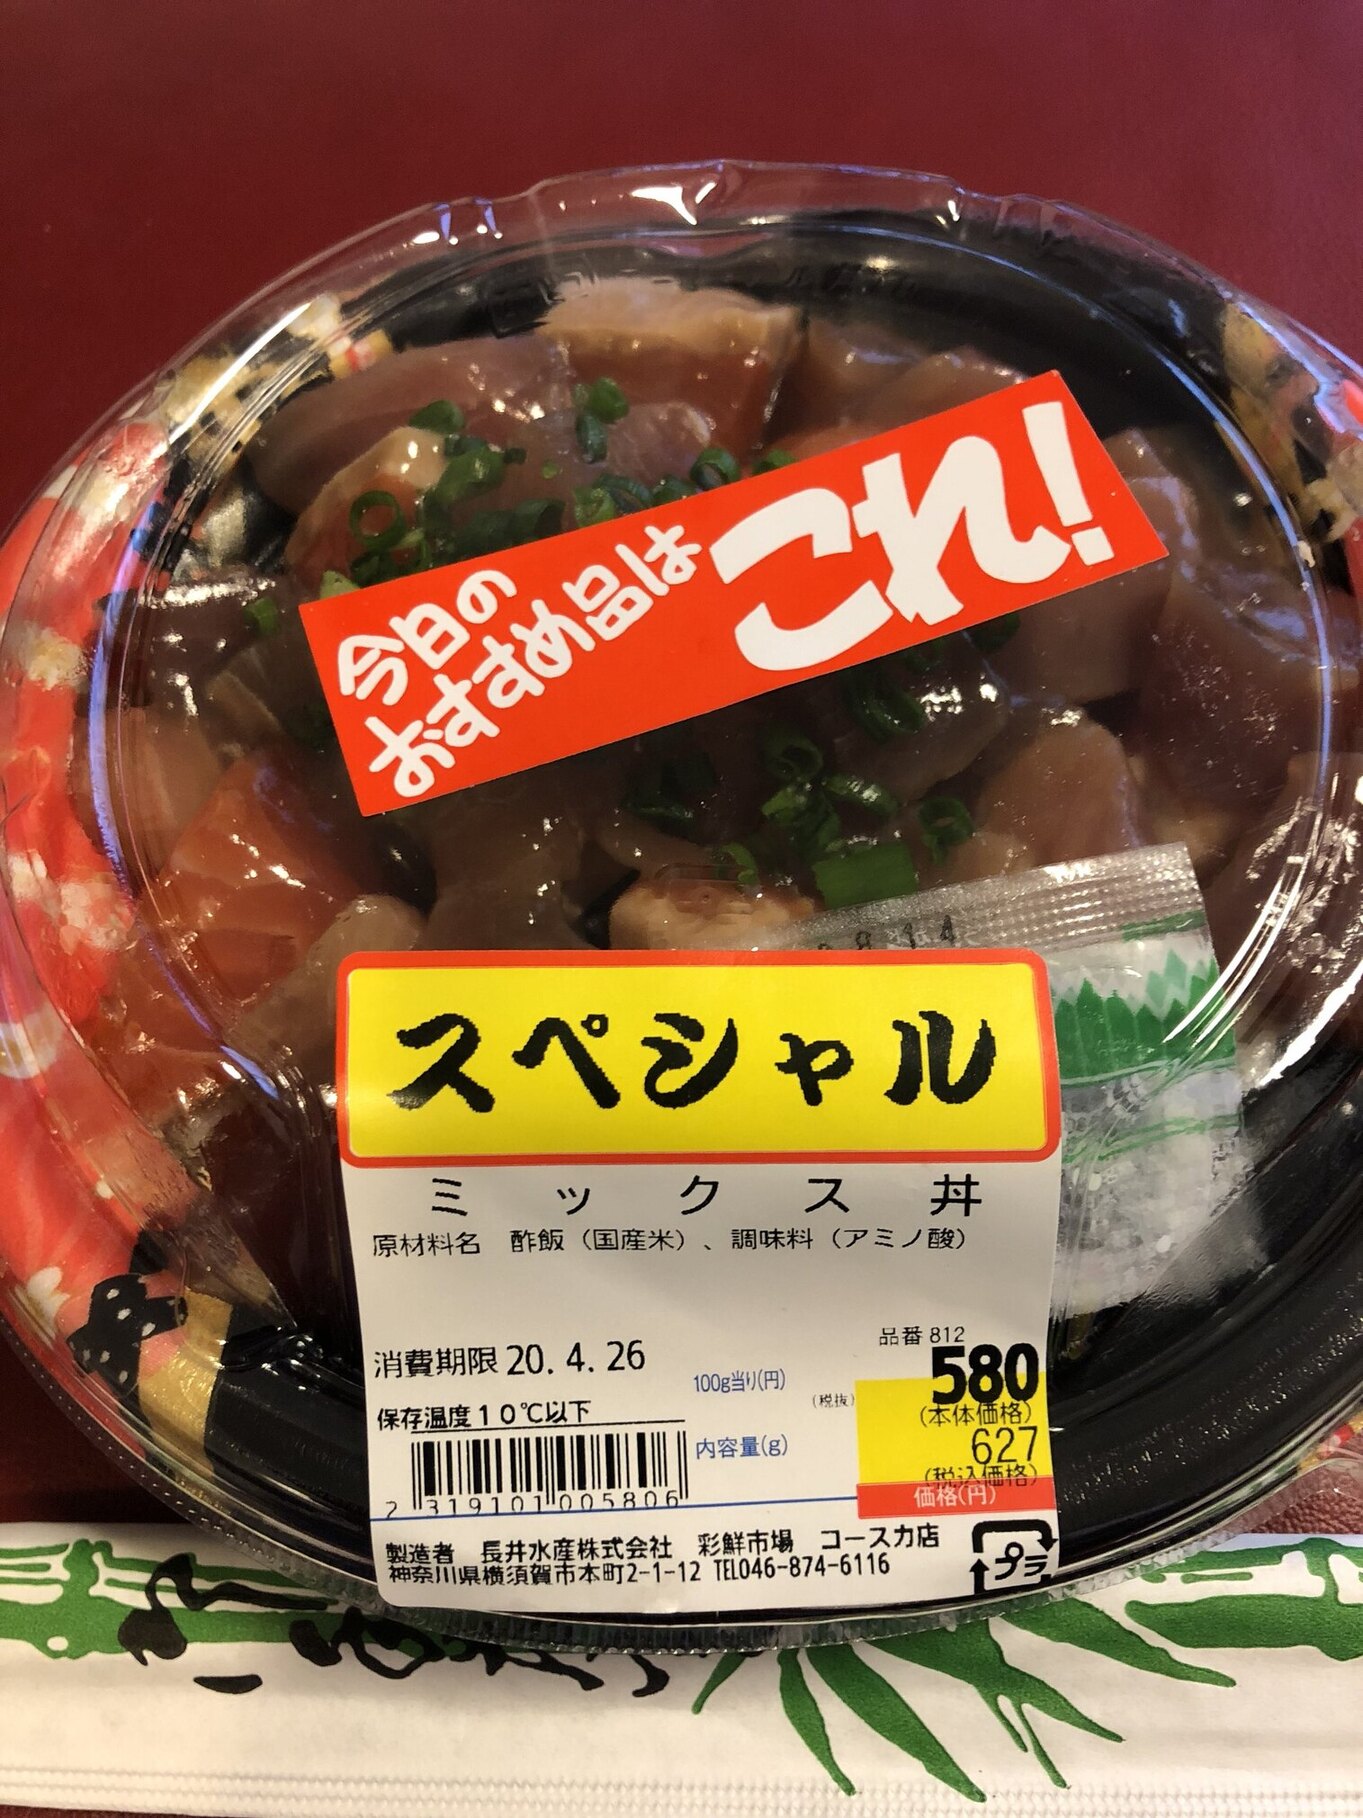 今日の
おすすめ品は
これ!
スペシャル
ミックス丼
原材料名 酢飯（国産米）、調味料（アミノ酸）
品番 812
消費期限 20. 4. 26
100g当り(円)
(税抜)
580
(本体価格)
保存温度１０℃以下
内容量(g)
627
(税込価格)
価格(円)
2 319101 005806
製造者 長井水産株式会社 彩鮮市場 コースカ店
神奈川県横須賀市本町2-1-12 TEL046-874-6116
プラ